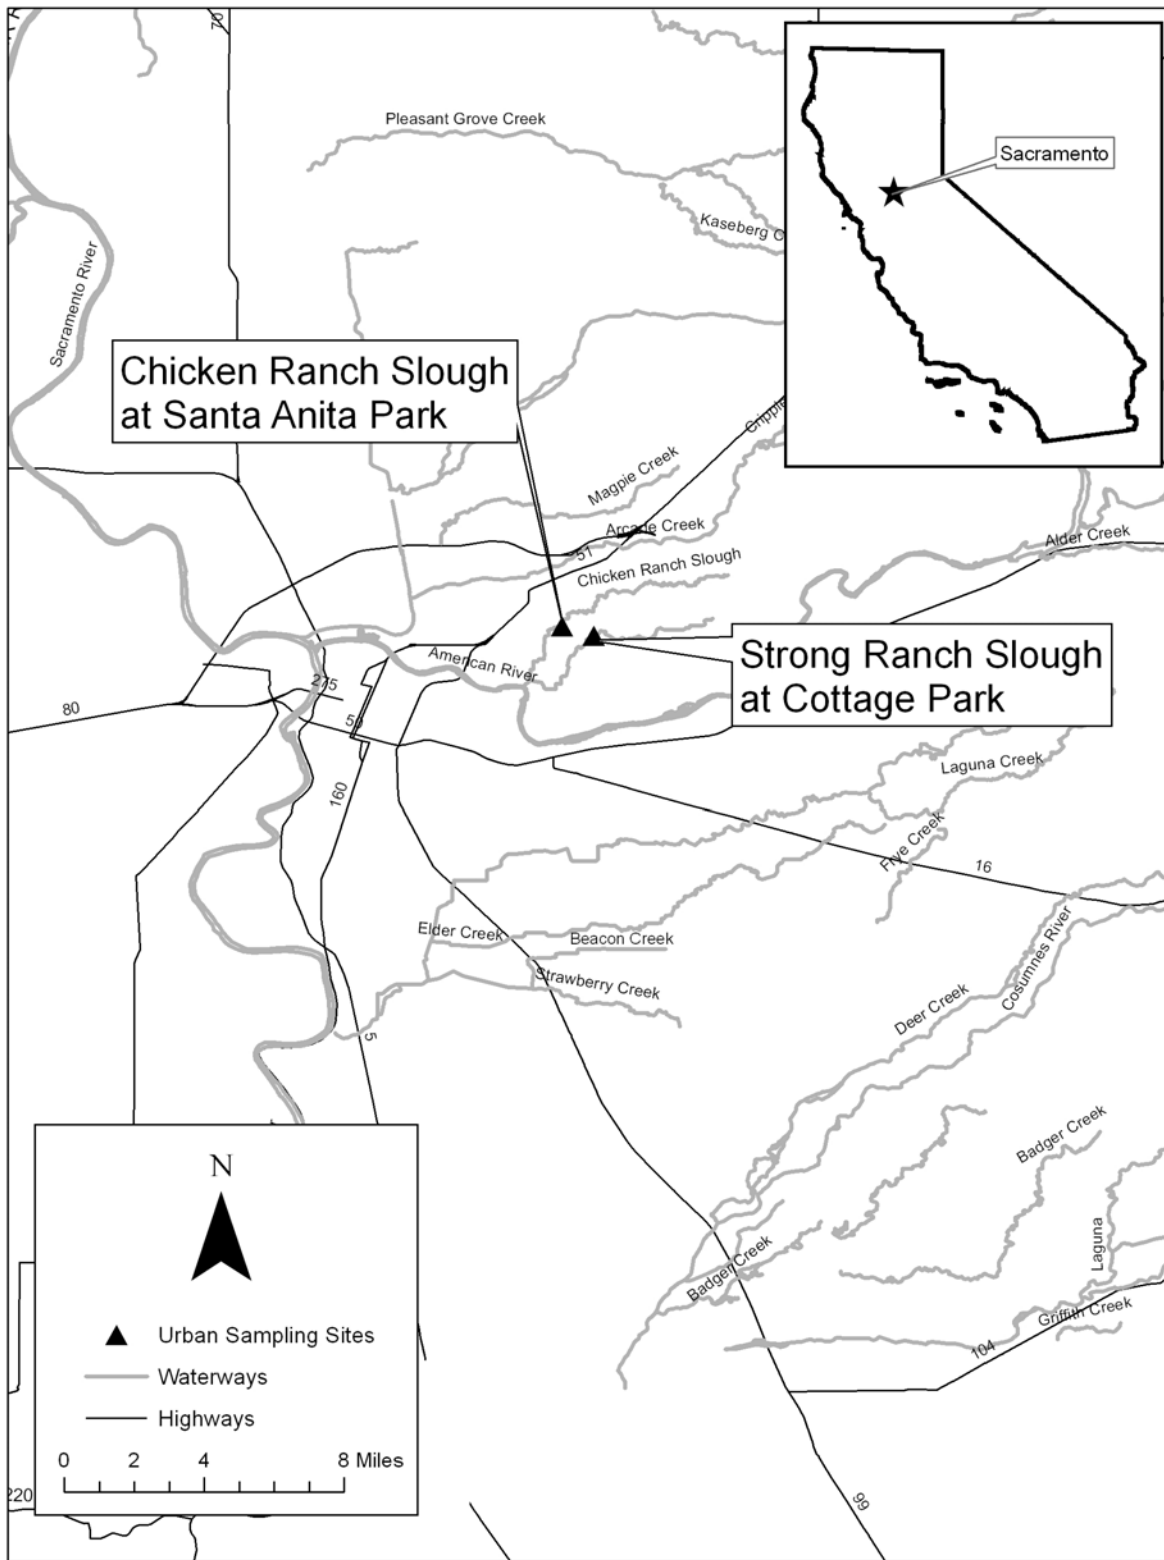 70
Pleasant Grove Creek
Sacramento
Kaseberg C
Sacramento River
Chicken Ranch Slough
at Santa Anita Park
Cripple
Magpie Creek
Arcade Creek
51
Alder Creek
Chicken Ranch Slough
Strong Ranch Slough
at Cottage Park
American River
275
80
50
160
Laguna Creek
Frye Creek
16
Elder Creek
Beacon Creek
Strawberry Creek
Cosumnes River
Deer Creek
5
Badger Creek
N
Laguna
Badger Creek
Griffith Creek
104
Urban Sampling Sites
Waterways
Highways
0 2 4 8 Miles
220
99